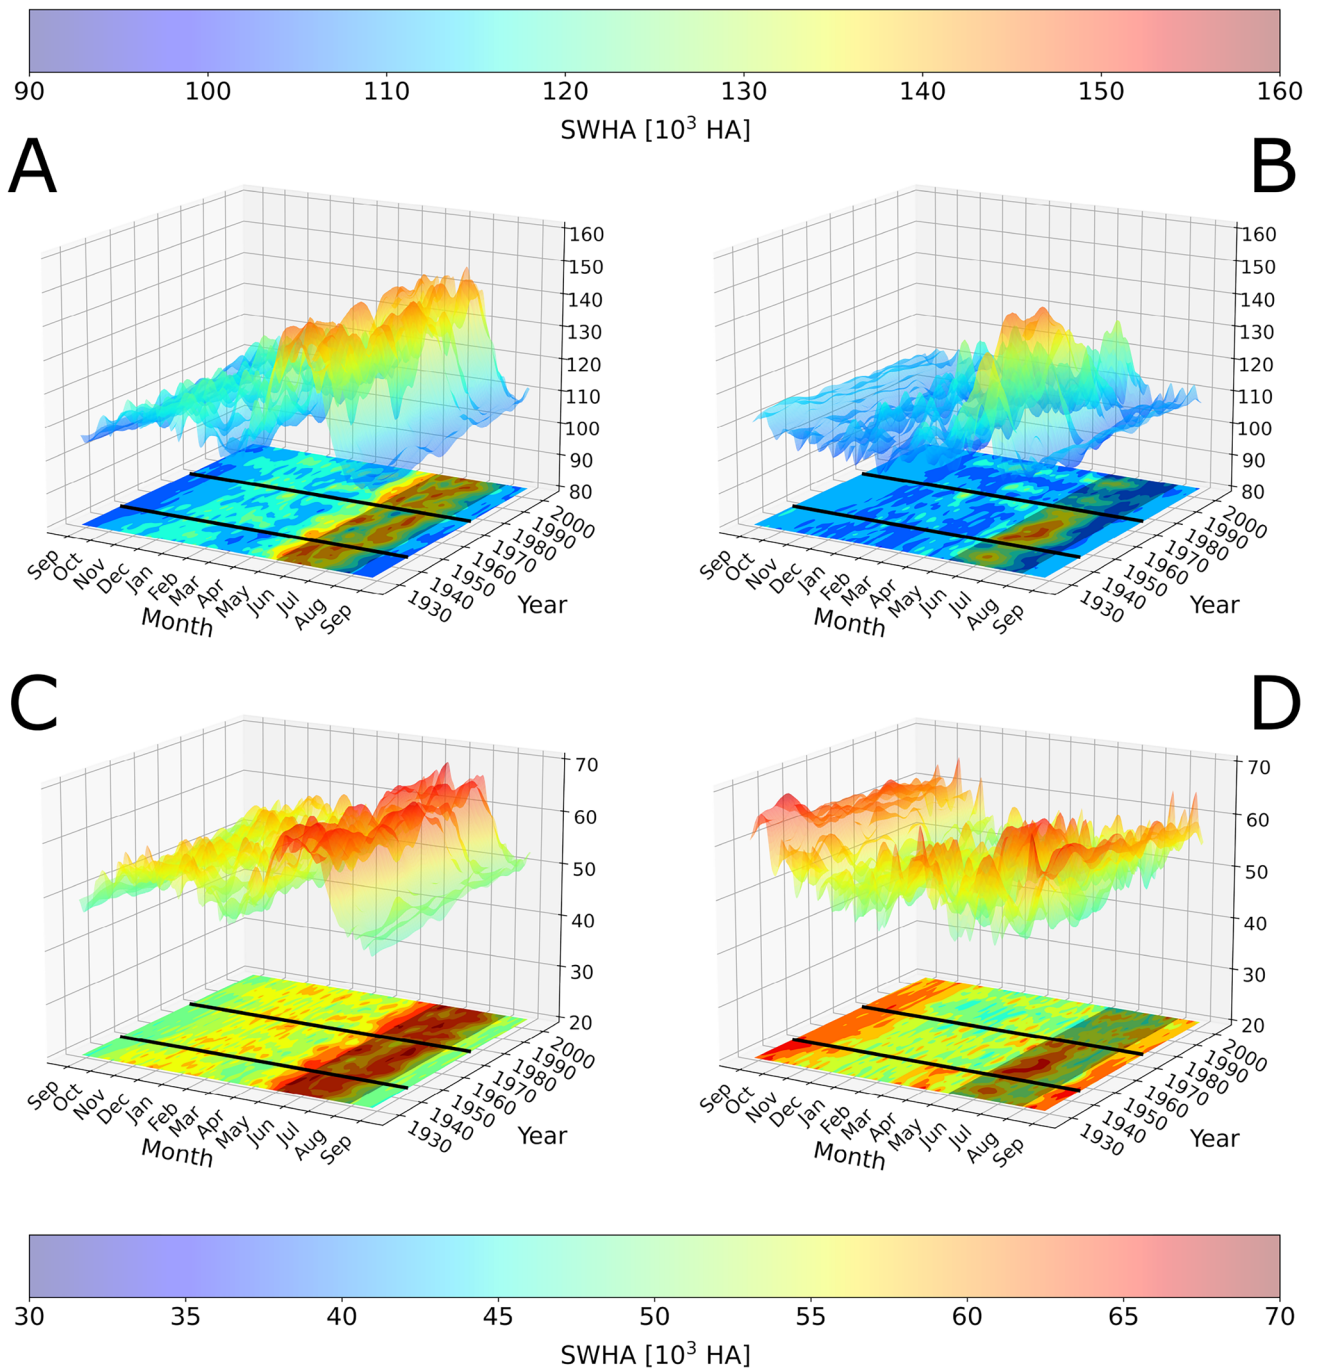 90 100 110 120 130 140 150 160
SWHA [10³ HA]
A
160
150
140
130
120
110
100
90
80
Sep Oct Nov Dec Jan Feb Mar Apr May Jun Jul Aug Sep
Month
1930 1940 1950 1960 1970 1980 1990 2000
Year
B
160
150
140
130
120
110
100
90
80
Sep Oct Nov Dec Jan Feb Mar Apr May Jun Jul Aug Sep
Month
1930 1940 1950 1960 1970 1980 1990 2000
Year
C
70
60
50
40
30
20
Sep Oct Nov Dec Jan Feb Mar Apr May Jun Jul Aug Sep
Month
1930 1940 1950 1960 1970 1980 1990 2000
Year
D
70
60
50
40
30
20
Sep Oct Nov Dec Jan Feb Mar Apr May Jun Jul Aug Sep
Month
1930 1940 1950 1960 1970 1980 1990 2000
Year
30 35 40 45 50 55 60 65 70
SWHA [10³ HA]